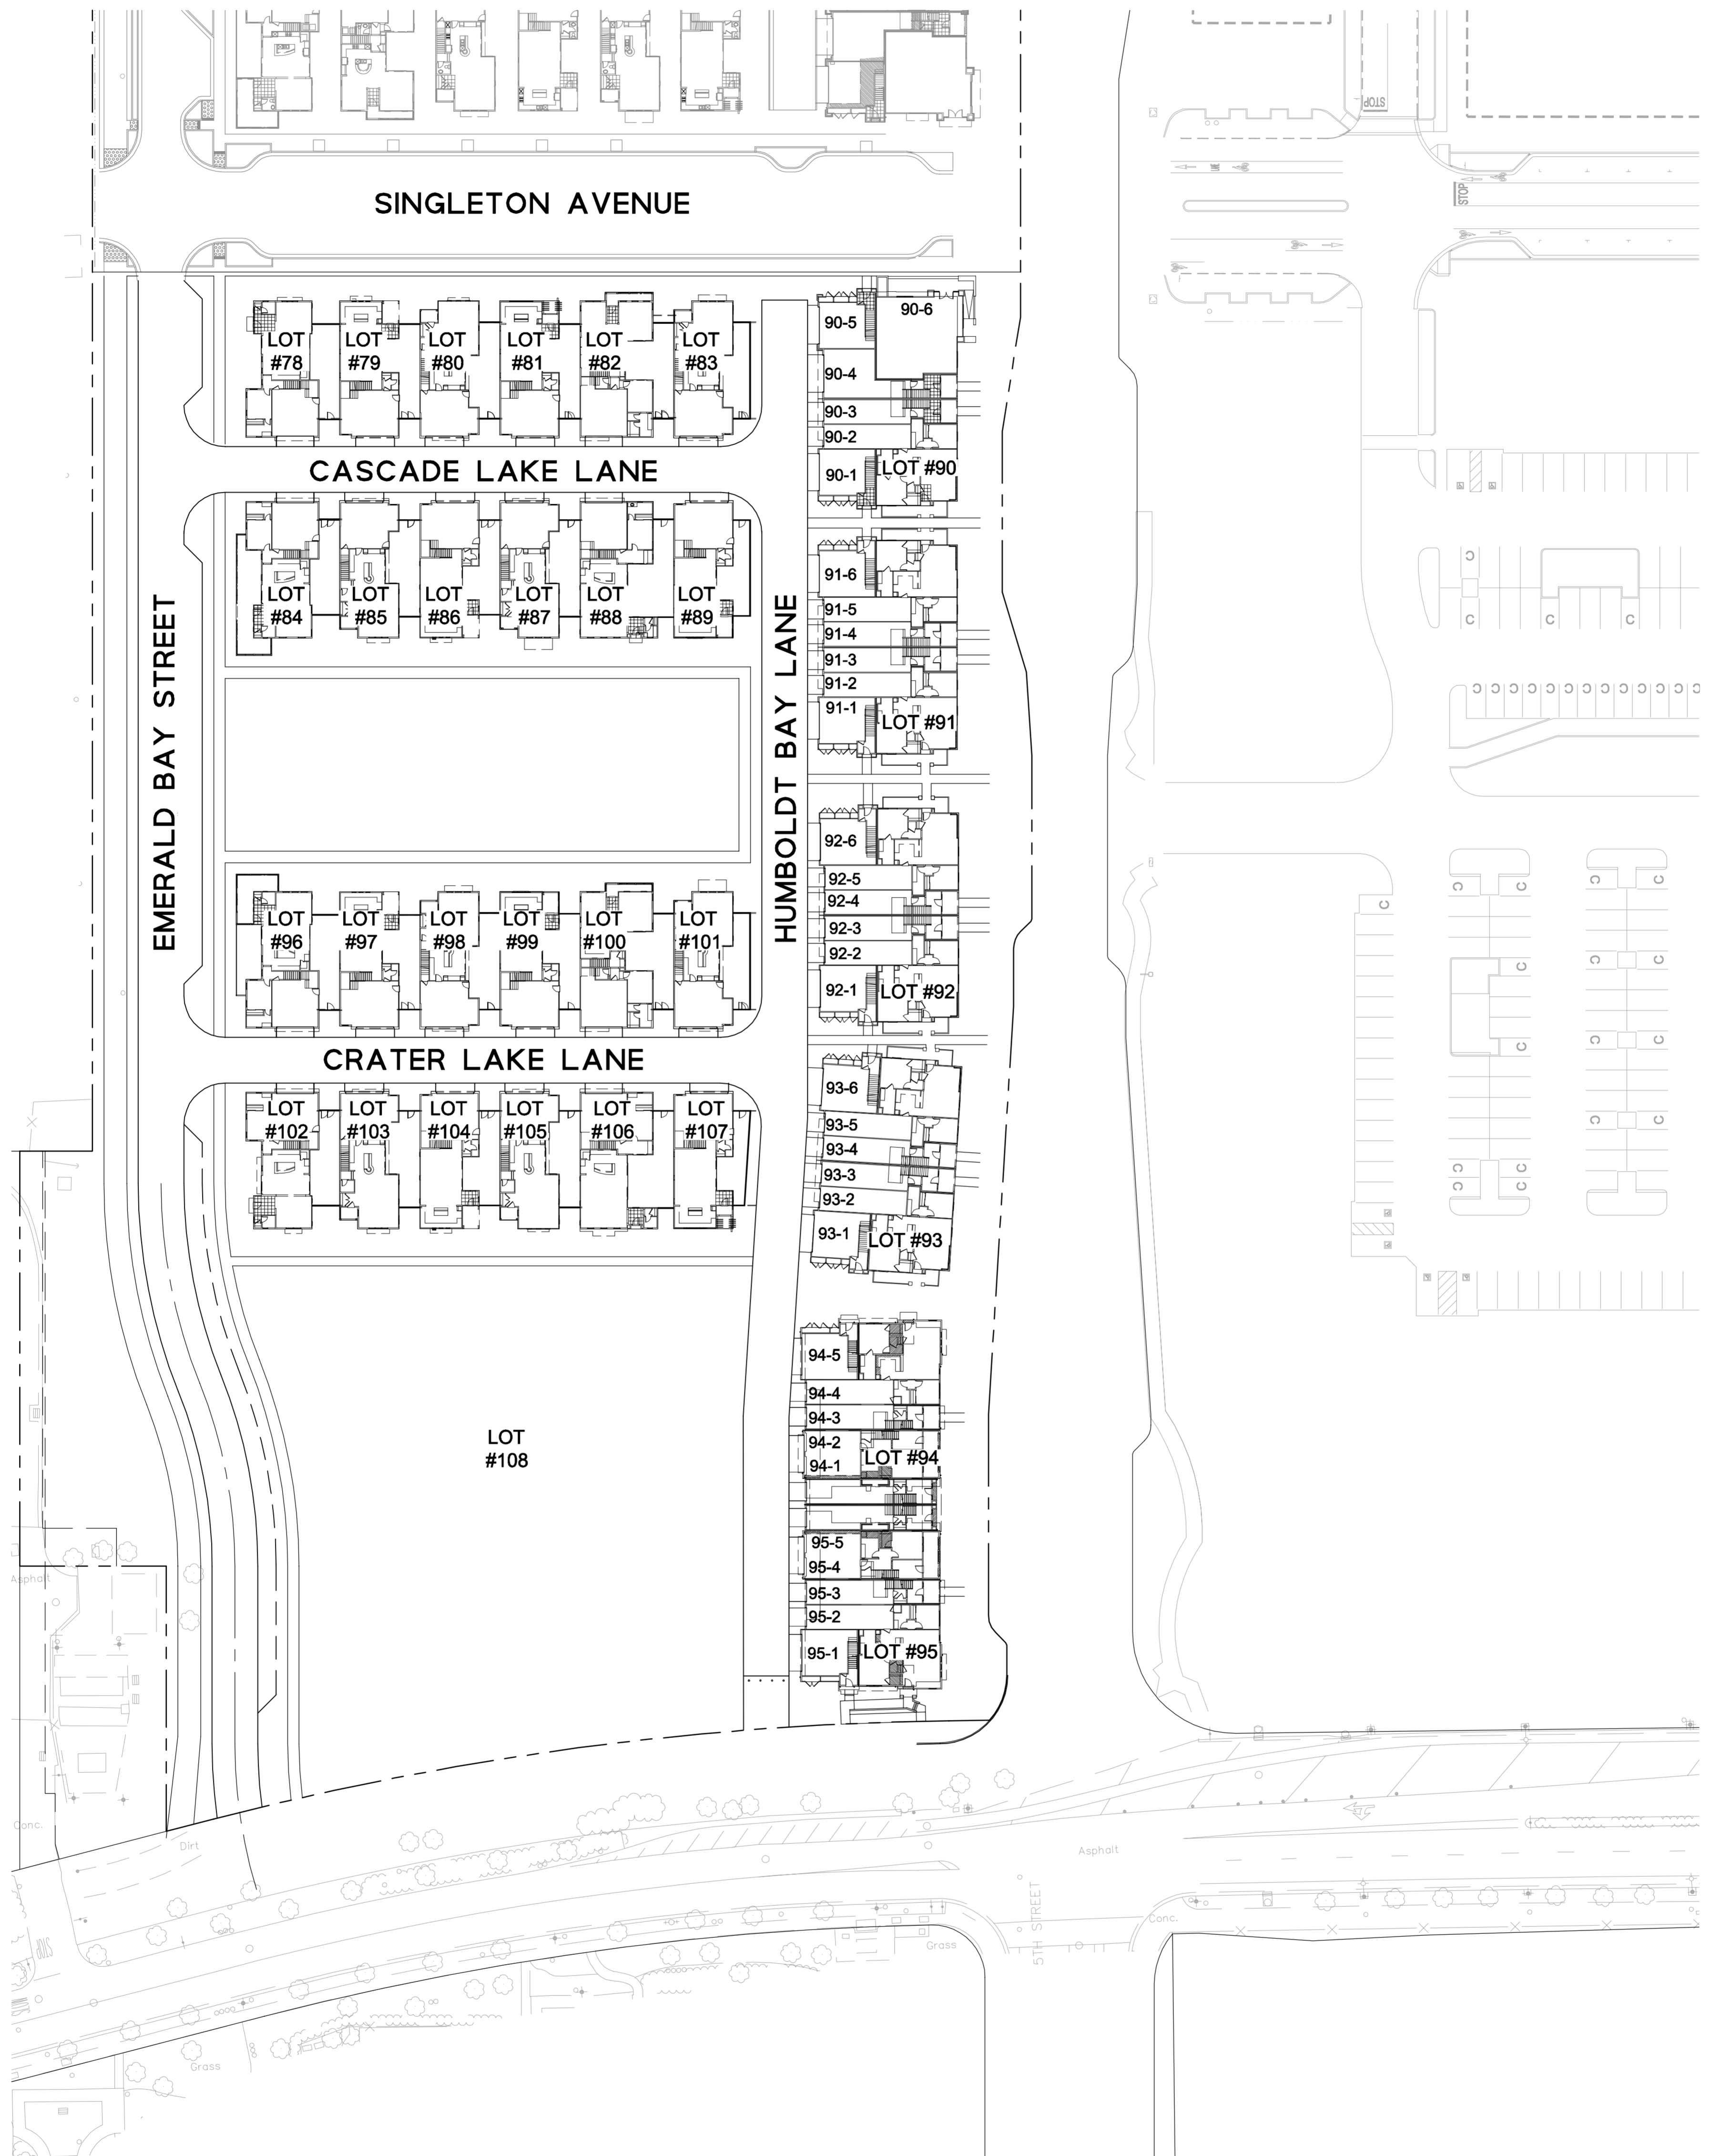 STOP
SINGLETON AVENUE
STOP
LOT
#78
LOT
#79
LOT
#80
LOT
#81
LOT
#82
LOT
#83
90-5
90-6
90-4
90-3
90-2
90-1
LOT #90
CASCADE LAKE LANE
LOT
#84
LOT
#85
LOT
#86
LOT
#87
LOT
#88
LOT
#89
EMERALD BAY STREET
HUMBOLDT BAY LANE
91-6
91-5
91-4
91-3
91-2
91-1
LOT #91
C
C
C
C
C C C C C C C C C C C C C
92-6
92-5
92-4
92-3
92-2
92-1
LOT #92
LOT
#96
LOT
#97
LOT
#98
LOT
#99
LOT
#100
LOT
#101
C C C C
C
C C C
C C C
C C
C C C C
CRATER LAKE LANE
LOT
#102
LOT
#103
LOT
#104
LOT
#105
LOT
#106
LOT
#107
93-6
93-5
93-4
93-3
93-2
93-1
LOT #93
LOT
#108
94-5
94-4
94-3
94-2
94-1
LOT #94
95-5
95-4
95-3
95-2
95-1
LOT #95
Asphalt
Conc.
Dirt
Asphalt
5TH STREET
Conc.
Grass
STOP
Grass